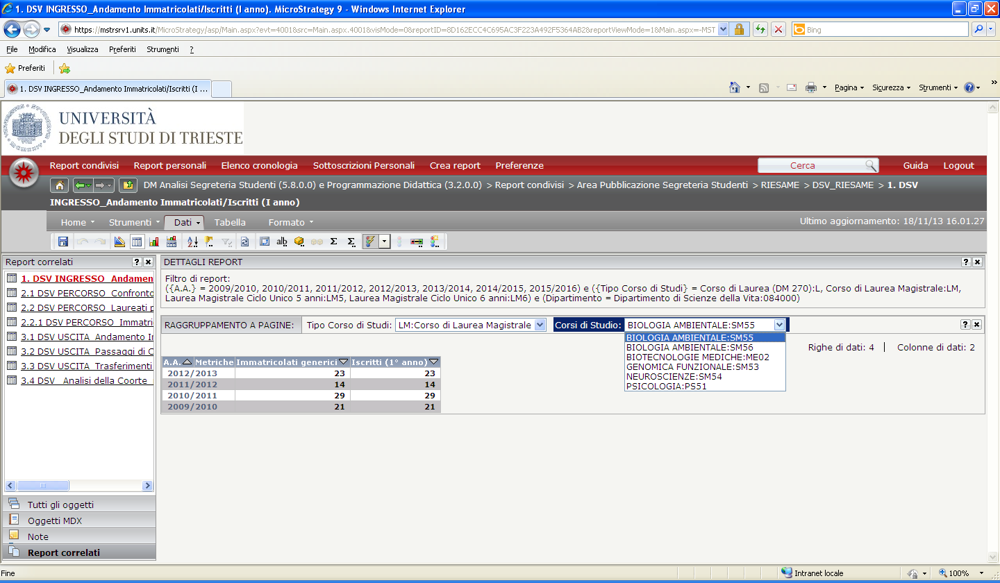 1. DSV INGRESSO_Andamento Immatricolati/Iscritti (I anno). MicroStrategy 9 - Windows Internet Explorer
https://mstrsrv1.units.it/MicroStrategy/asp/Main.aspx?evt=4001&src=Main.aspx.4001&visMode=0&reportID=8D162ECC4C695AC3F223A492F5364AB2&reportViewMode=1&Main.aspx=-MST
Bing
File Modifica Visualizza Preferiti Strumenti ?
Preferiti
1. DSV INGRESSO_Andamento Immatricolati/Iscritti (I ...
Pagina Sicurezza Strumenti
UNIVERSITÀ
DEGLI STUDI DI TRIESTE
Report condivisi Report personali Elenco cronologia Sottoscrizioni Personali Crea report Preferenze Cerca Guida Logout
DM Analisi Segreteria Studenti (5.8.0.0) e Programmazione Didattica (3.2.0.0) > Report condivisi > Area Pubblicazione Segreteria Studenti > RIESAME > DSV_RIESAME > 1. DSV
INGRESSO_Andamento Immatricolati/Iscritti (I anno)
Home Strumenti Dati Tabella Formato Ultimo aggiornamento: 18/11/13 16.01.27
Report correlati
1. DSV INGRESSO_Andamen
2.1 DSV PERCORSO_Confronto
2.2 DSV PERCORSO_Laureati p
2.2.1 DSV PERCORSO_Immatri
3.1 DSV USCITA_Andamento I
3.2 DSV USCITA_Passaggi di C
3.3 DSV USCITA_Trasferimenti
3.4 DSV_ Analisi della Coorte_
Tutti gli oggetti
Oggetti MDX
Note
Report correlati
DETTAGLI REPORT
Filtro di report:
({A.A.} = 2009/2010, 2010/2011, 2011/2012, 2012/2013, 2013/2014, 2014/2015, 2015/2016) e ({Tipo Corso di Studi} = Corso di Laurea (DM 270):L, Corso di Laurea Magistrale:LM,
Laurea Magistrale Ciclo Unico 5 anni:LM5, Laurea Magistrale Ciclo Unico 6 anni:LM6) e (Dipartimento = Dipartimento di Scienze della Vita:084000)
RAGGRUPPAMENTO A PAGINE: Tipo Corso di Studi: LM:Corso di Laurea Magistrale Corsi di Studio: BIOLOGIA AMBIENTALE:SM55
BIOLOGIA AMBIENTALE:SM55
BIOLOGIA AMBIENTALE:SM56
BIOTECNOLOGIE MEDICHE:ME02
GENOMICA FUNZIONALE:SM53
NEUROSCIENZE:SM54
PSICOLOGIA:PS51
Righe di dati: 4 | Colonne di dati: 2
A.A. Metriche Immatricolati generici Iscritti (1° anno)
2012/2013 23 23
2011/2012 14 14
2010/2011 29 29
2009/2010 21 21
Fine Intranet locale 100%